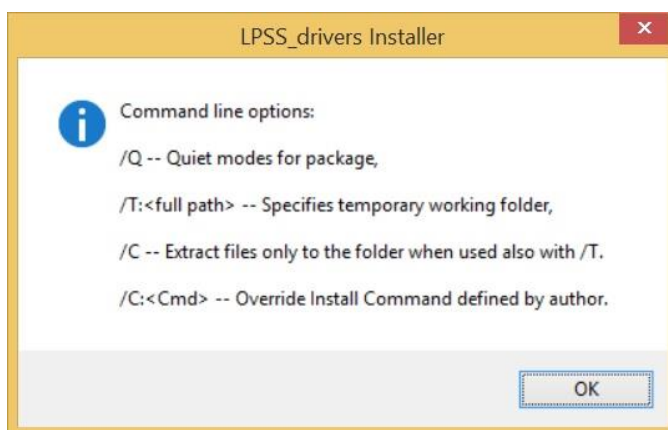 LPSS_drivers Installer
Command line options:
/Q -- Quiet modes for package,
/T:<full path> -- Specifies temporary working folder,
/C -- Extract files only to the folder when used also with /T.
/C:<Cmd> -- Override Install Command defined by author.
OK